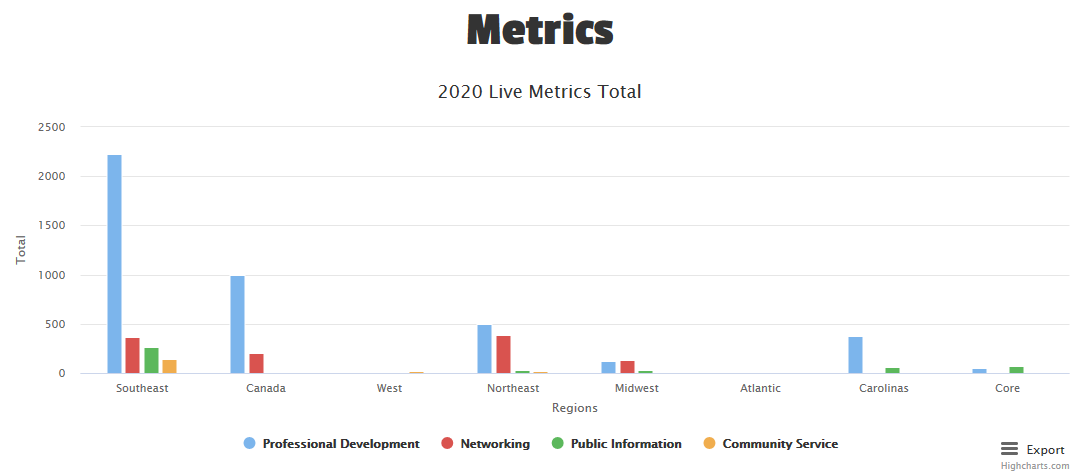 Metrics
2020 Live Metrics Total
2500
2000
1500
1000
500
0
Total
Southeast Canada West Northeast Midwest Atlantic Carolinas Core
Regions
Professional Development Networking Public Information Community Service
Export
Highcharts.com